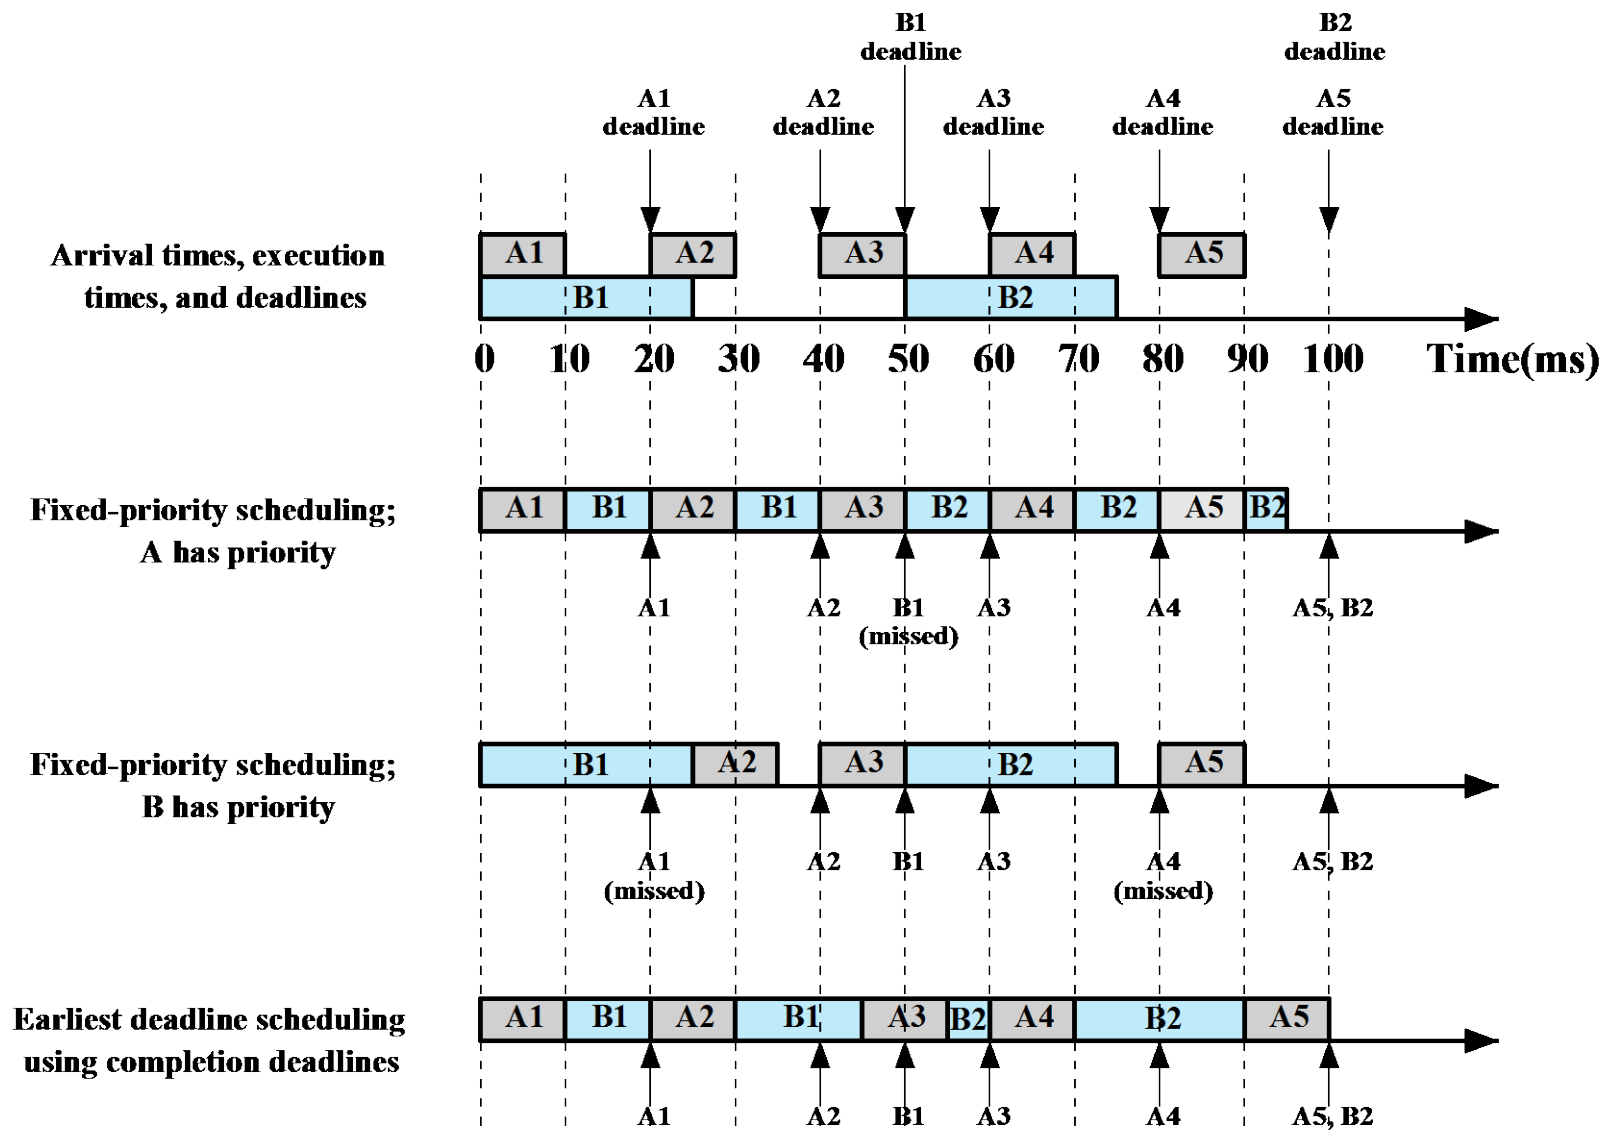 B1
deadline
B2
deadline
A1
deadline
A2
deadline
A3
deadline
A4
deadline
A5
deadline
Arrival times, execution
times, and deadlines
A1 A2 A3 A4 A5
B1 B2
0 10 20 30 40 50 60 70 80 90 100 Time(ms)
Fixed-priority scheduling;
A has priority
A1 B1 A2 B1 A3 B2 A4 B2 A5 B2
A1 A2 B1 A3 A4 A5, B2
(missed)
Fixed-priority scheduling;
B has priority
B1 A2 A3 B2 A5
A1 A2 B1 A3 A4 A5, B2
(missed) (missed)
Earliest deadline scheduling
using completion deadlines
A1 B1 A2 B1 A3 B2 A4 B2 A5
A1 A2 B1 A3 A4 A5, B2